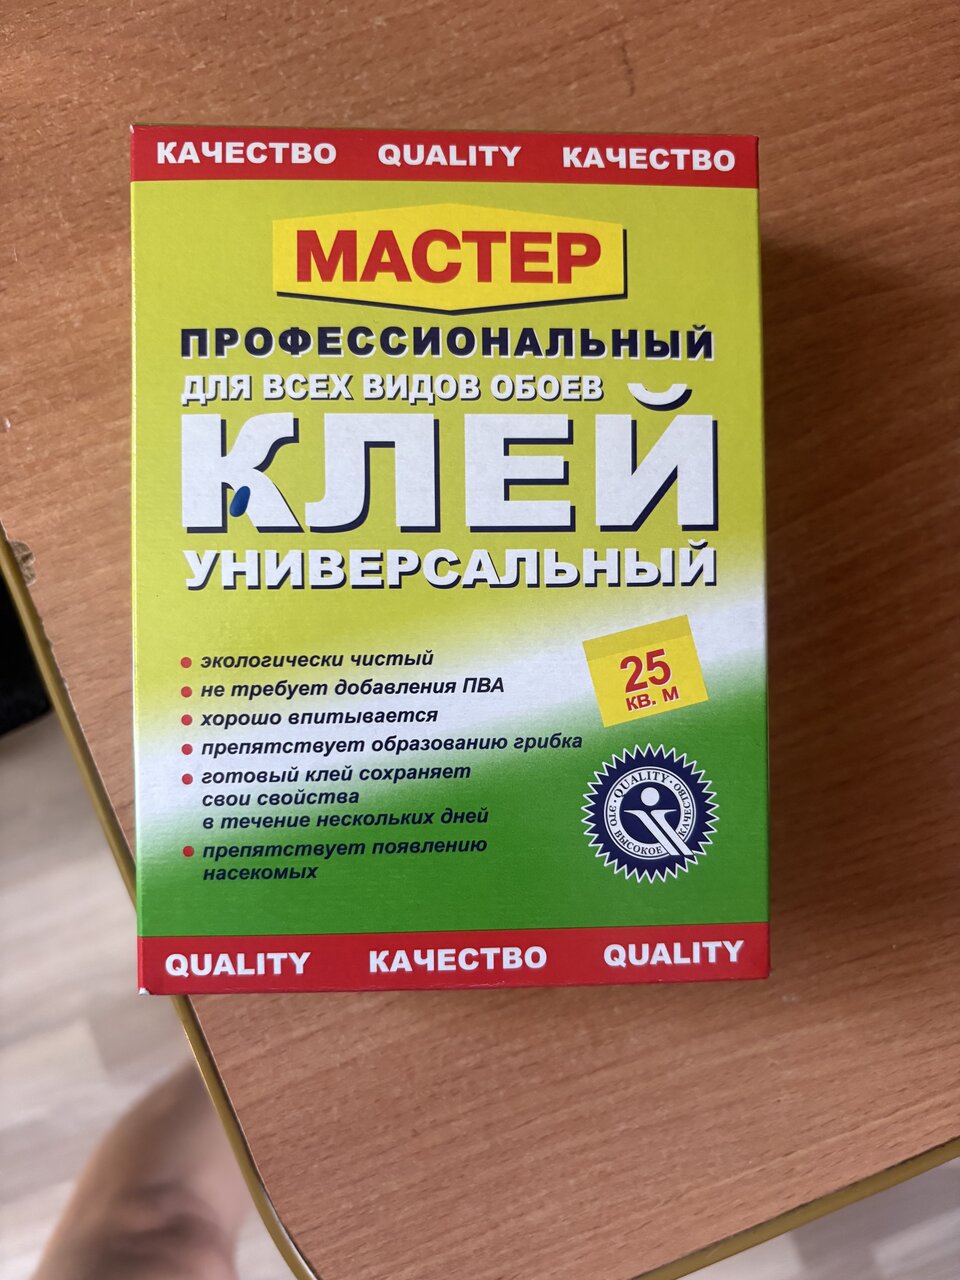 КАЧЕСТВО QUALITY КАЧЕСТВО
МАСТЕР
ПРОФЕССИОНАЛЬНЫЙ
ДЛЯ ВСЕХ ВИДОВ ОБОЕВ
КЛЕЙ
УНИВЕРСАЛЬНЫЙ
экологически чистый
не требует добавления ПВА
хорошо впитывается
препятствует образованию грибка
готовый клей сохраняет
свои свойства
в течение нескольких дней
препятствует появлению
насекомых
25
КВ. М
QUALITY
ЭТО ВЫСОКОЕ КАЧЕСТВО
QUALITY КАЧЕСТВО QUALITY